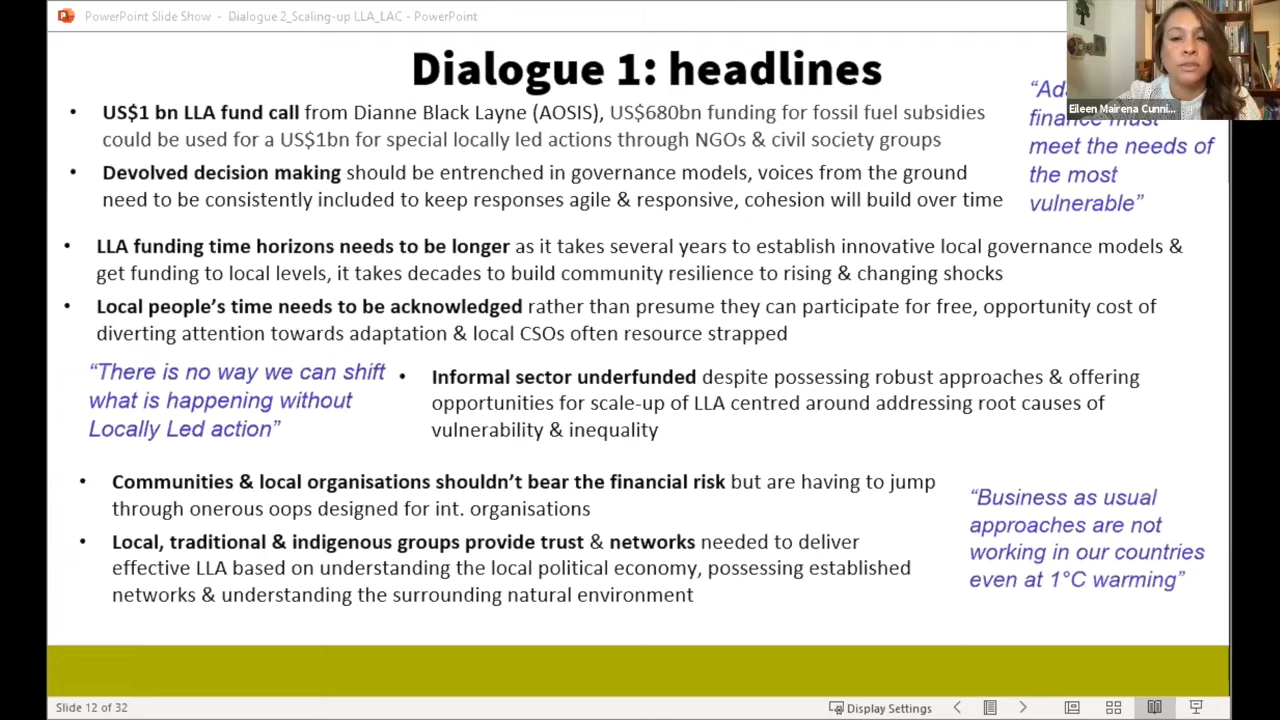 PowerPoint Slide Show - Dialogue 2_Scaling-up LLA_LAC - PowerPoint
Dialogue 1: headlines
• US$1 bn LLA fund call from Dianne Black Layne (AOSIS), US$680bn funding for fossil fuel subsidies
could be used for a US$1bn for special locally led actions through NGOs & civil society groups
• Devolved decision making should be entrenched in governance models, voices from the ground
need to be consistently included to keep responses agile & responsive, cohesion will build over time
Eileen Mairena Cunni...
finance must
meet the needs of
the most
vulnerable”
• LLA funding time horizons needs to be longer as it takes several years to establish innovative local governance models &
get funding to local levels, it takes decades to build community resilience to rising & changing shocks
• Local people’s time needs to be acknowledged rather than presume they can participate for free, opportunity cost of
diverting attention towards adaptation & local CSOs often resource strapped
“There is no way we can shift
what is happening without
Locally Led action”
• Informal sector underfunded despite possessing robust approaches & offering
opportunities for scale-up of LLA centred around addressing root causes of
vulnerability & inequality
• Communities & local organisations shouldn’t bear the financial risk but are having to jump
through onerous oops designed for int. organisations
• Local, traditional & indigenous groups provide trust & networks needed to deliver
effective LLA based on understanding the local political economy, possessing established
networks & understanding the surrounding natural environment
“Business as usual
approaches are not
working in our countries
even at 1°C warming”
Slide 12 of 32
Display Settings